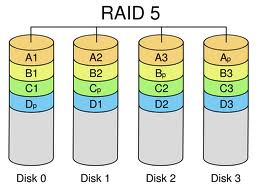 RAID 5
A1 A2 A3 Ap
B1 B2 Bp B3
C1 Cp C2 C3
Dp D1 D2 D3
Disk 0 Disk 1 Disk 2 Disk 3